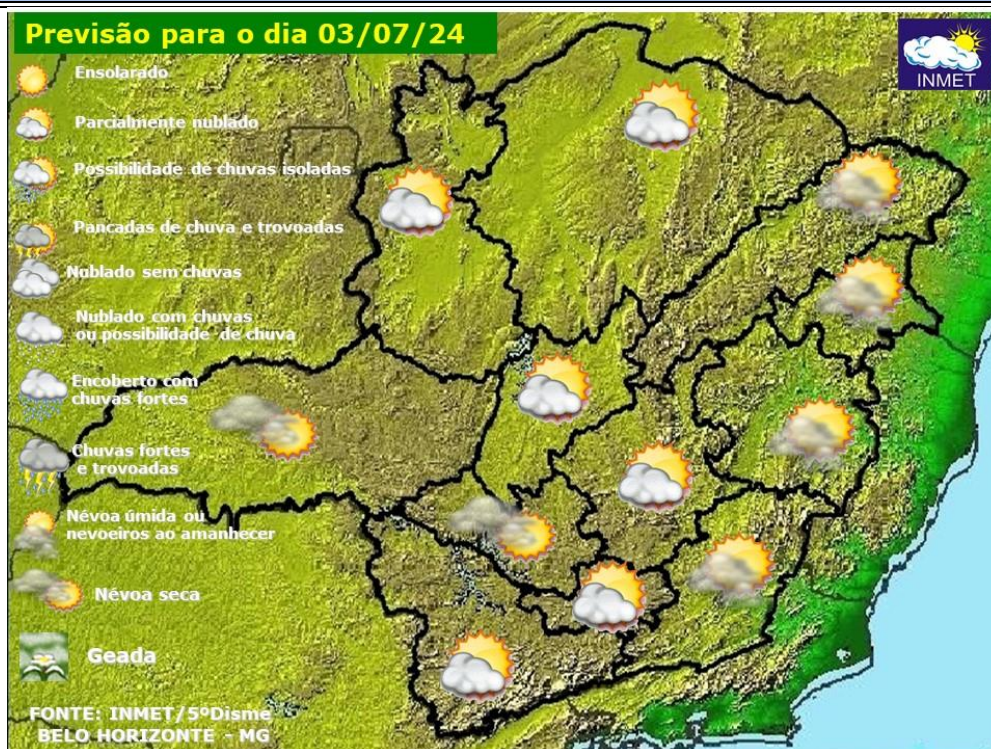 Previsão para o dia 03/07/24
INMET
Ensolarado
Parcialmente nublado
Possibilidade de chuvas isoladas
Pancadas de chuva e trovoadas
Nublado sem chuvas
Nublado com chuvas
ou possibilidade de chuva
Encoberto com
chuvas fortes
Chuvas fortes
e trovoadas
Névoa úmida ou
nevoeiros ao amanhecer
Névoa seca
Geada
FONTE: INMET/5ºDisme
BELO HORIZONTE - MG